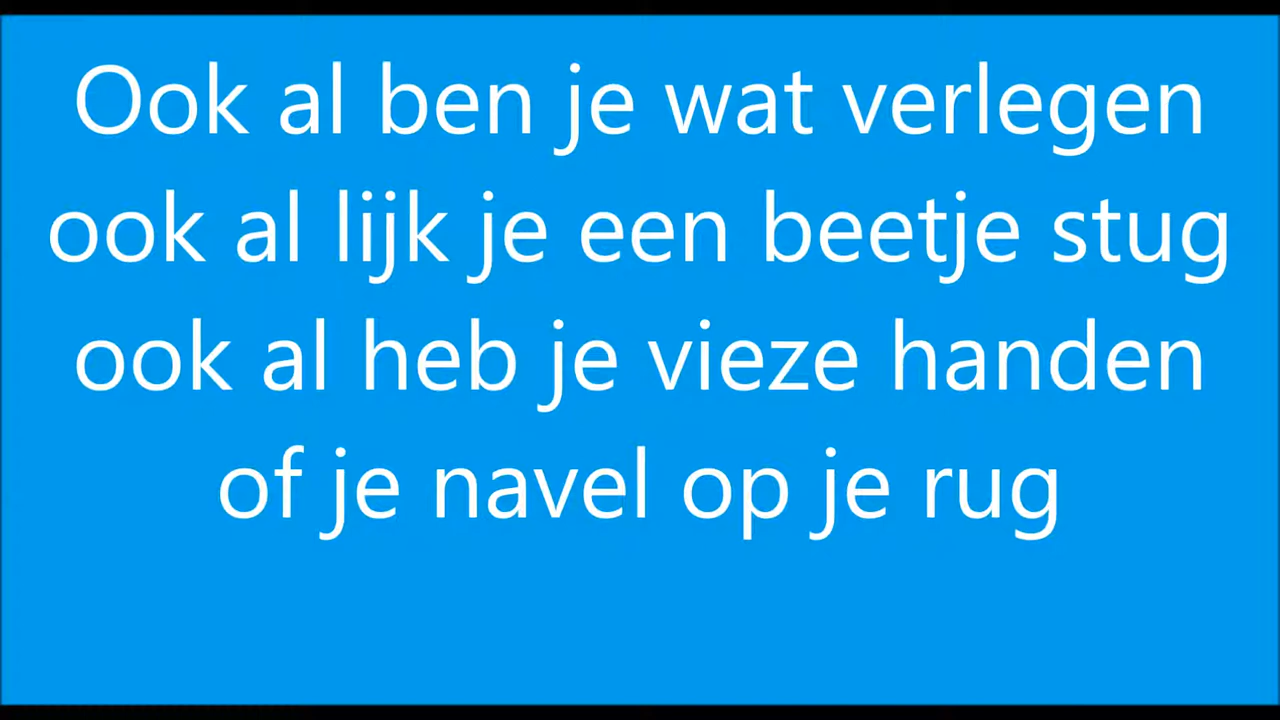 Ook al ben je wat verlegen
ook al lijk je een beetje stug
ook al heb je vieze handen
of je navel op je rug